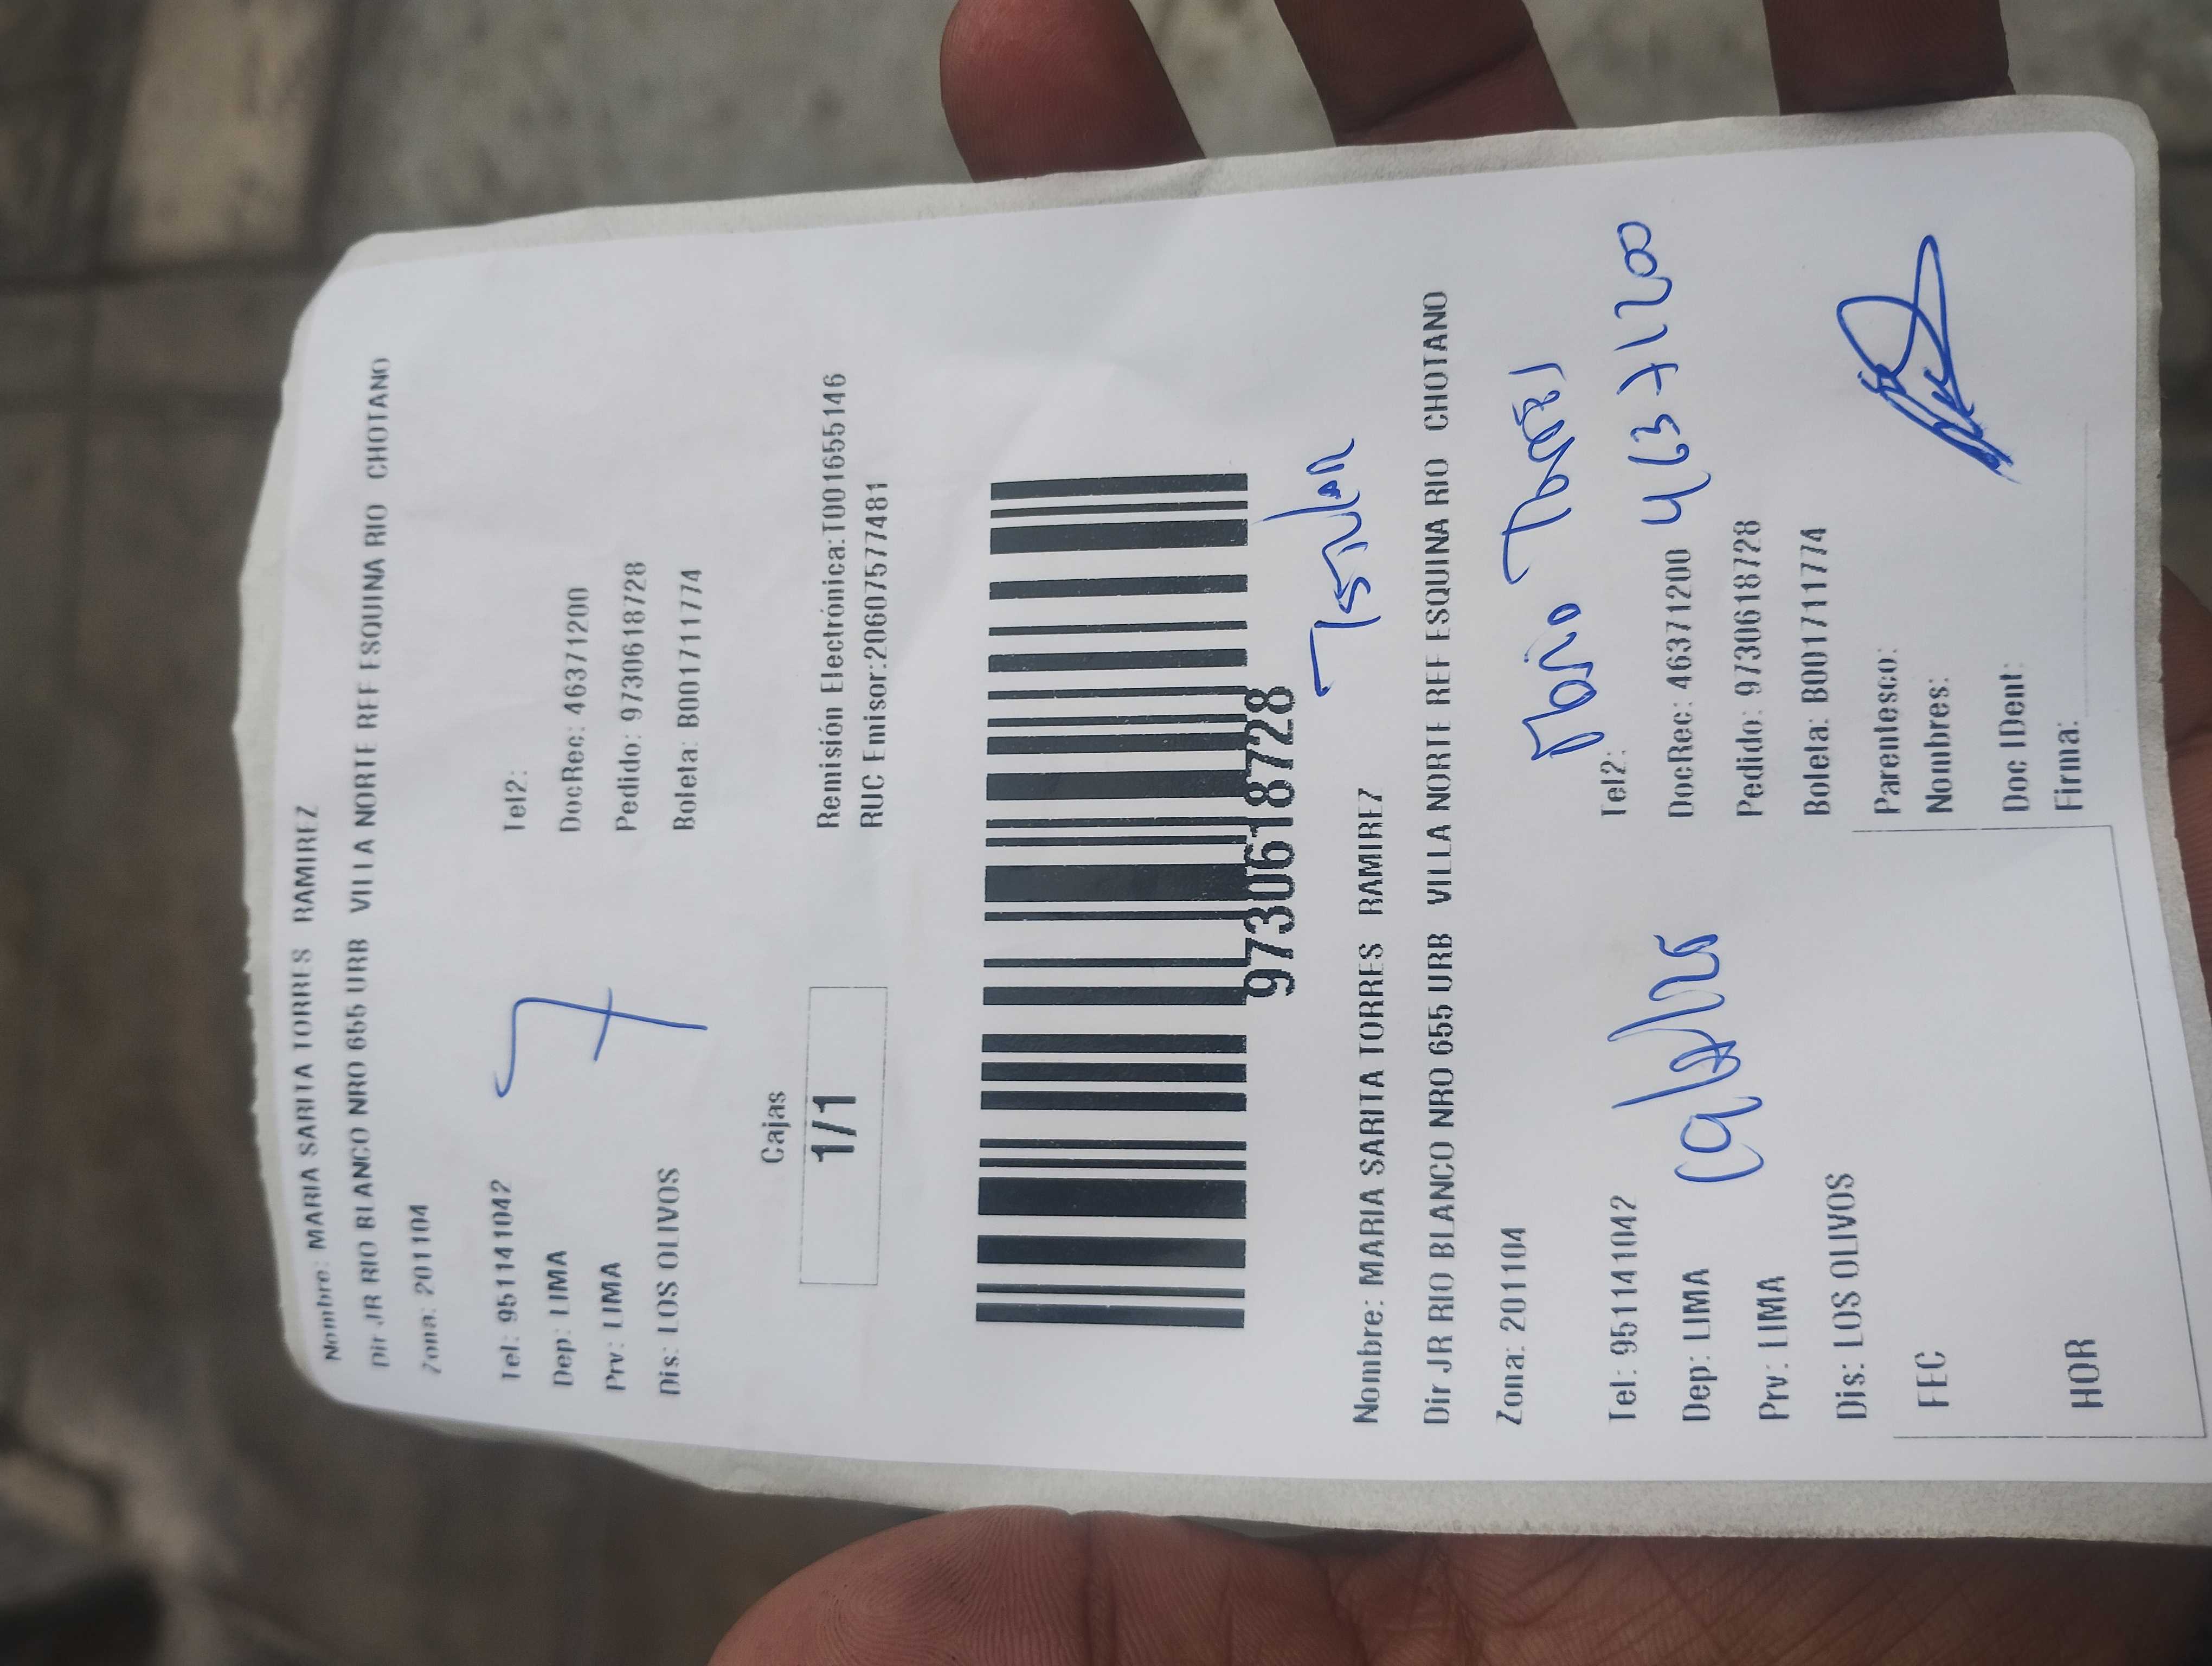 Nombre: MARIA SARITA TORRES RAMIREZ
Dir JR RIO BLANCO NRO 655 URB VILLA NORTE REF ESQUINA RIO CHOTANO
Zona: 201104
Tel: 951141042
Tel2:
7
Dep: LIMA
DocRec: 46371200
Prv: LIMA
Pedido: 9730618728
Dis: LOS OLIVOS
Boleta: B0017111774
Cajas
1/1
Remisión Electrónica:T001655146
RUC Emisor:20607577481
9730618728
Nombre: MARIA SARITA TORRES RAMIREZ
Dir JR RIO BLANCO NRO 655 URB VILLA NORTE REF ESQUINA RIO CHOTANO
Zona: 201104
Tel: 951141042
Tel2:
Dep: LIMA
DocRec: 46371200 46371200
Prv: LIMA
Pedido: 9730618728
Dis: LOS OLIVOS
Boleta: B0017111774
FEC
Parentesco:
Nombres:
HOR
Doc IDent:
Firma: